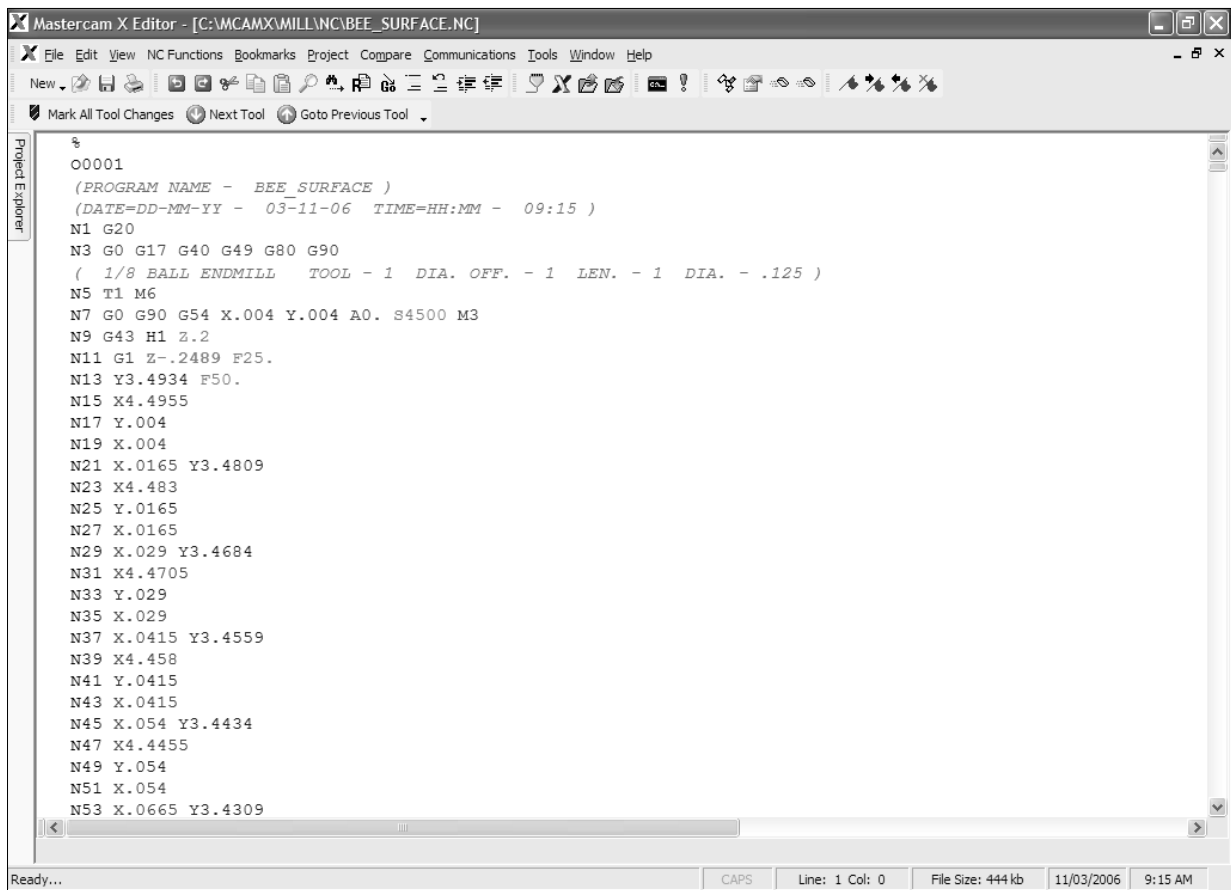 Mastercam X Editor - [C:\MCAMX\MILL\NC\BEE_SURFACE.NC]
File Edit View NC Functions Bookmarks Project Compare Communications Tools Window Help
New
Mark All Tool Changes Next Tool Goto Previous Tool
Project Explorer
%
O0001
(PROGRAM NAME - BEE_SURFACE )
(DATE=DD-MM-YY - 03-11-06 TIME=HH:MM - 09:15 )
N1 G20
N3 G0 G17 G40 G49 G80 G90
( 1/8 BALL ENDMILL TOOL - 1 DIA. OFF. - 1 LEN. - 1 DIA. - .125 )
N5 T1 M6
N7 G0 G90 G54 X.004 Y.004 A0. S4500 M3
N9 G43 H1 Z.2
N11 G1 Z-.2489 F25.
N13 Y3.4934 F50.
N15 X4.4955
N17 Y.004
N19 X.004
N21 X.0165 Y3.4809
N23 X4.483
N25 Y.0165
N27 X.0165
N29 X.029 Y3.4684
N31 X4.4705
N33 Y.029
N35 X.029
N37 X.0415 Y3.4559
N39 X4.458
N41 Y.0415
N43 X.0415
N45 X.054 Y3.4434
N47 X4.4455
N49 Y.054
N51 X.054
N53 X.0665 Y3.4309
Ready... CAPS Line: 1 Col: 0 File Size: 444 kb 11/03/2006 9:15 AM